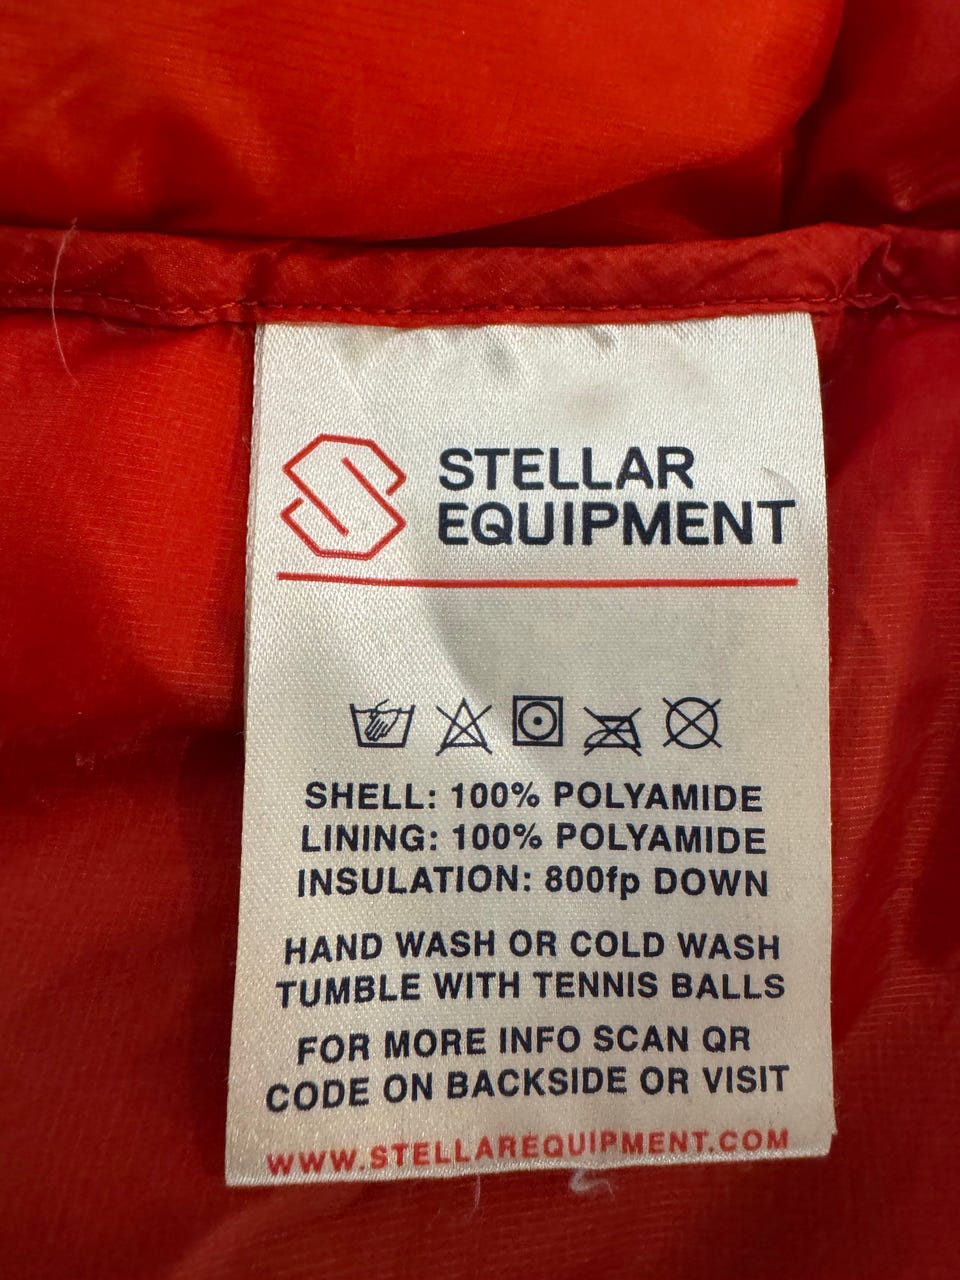 STELLAR
EQUIPMENT
SHELL: 100% POLYAMIDE
LINING: 100% POLYAMIDE
INSULATION: 800fp DOWN
HAND WASH OR COLD WASH
TUMBLE WITH TENNIS BALLS
FOR MORE INFO SCAN QR
CODE ON BACKSIDE OR VISIT
WWW.STELLAREQUIPMENT.COM